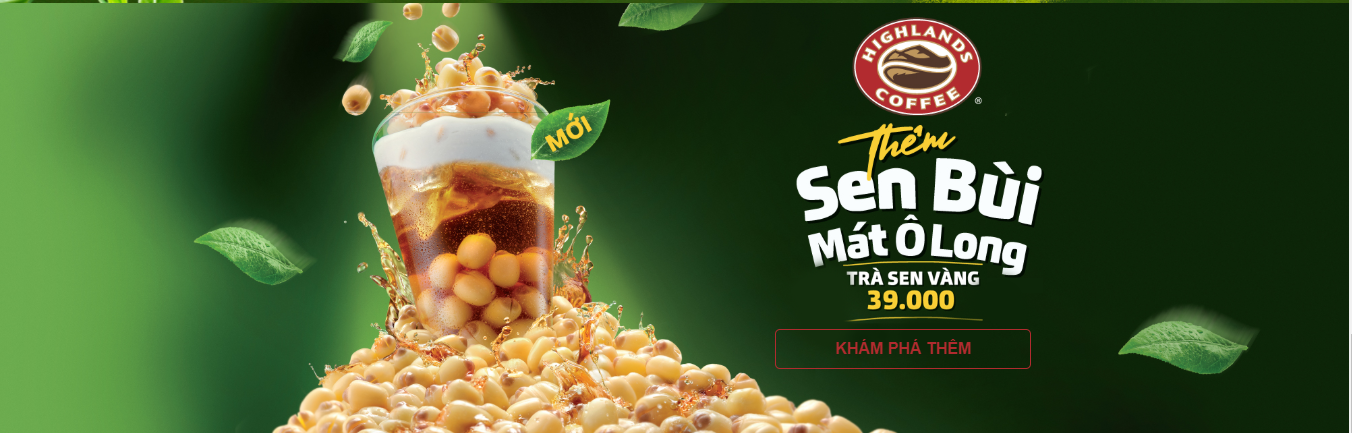 HIGHLANDS
COFFEE
®
Thêm
Sen Bùi
Mát Ô Long
TRÀ SEN VÀNG
39.000
MỚI
KHÁM PHÁ THÊM